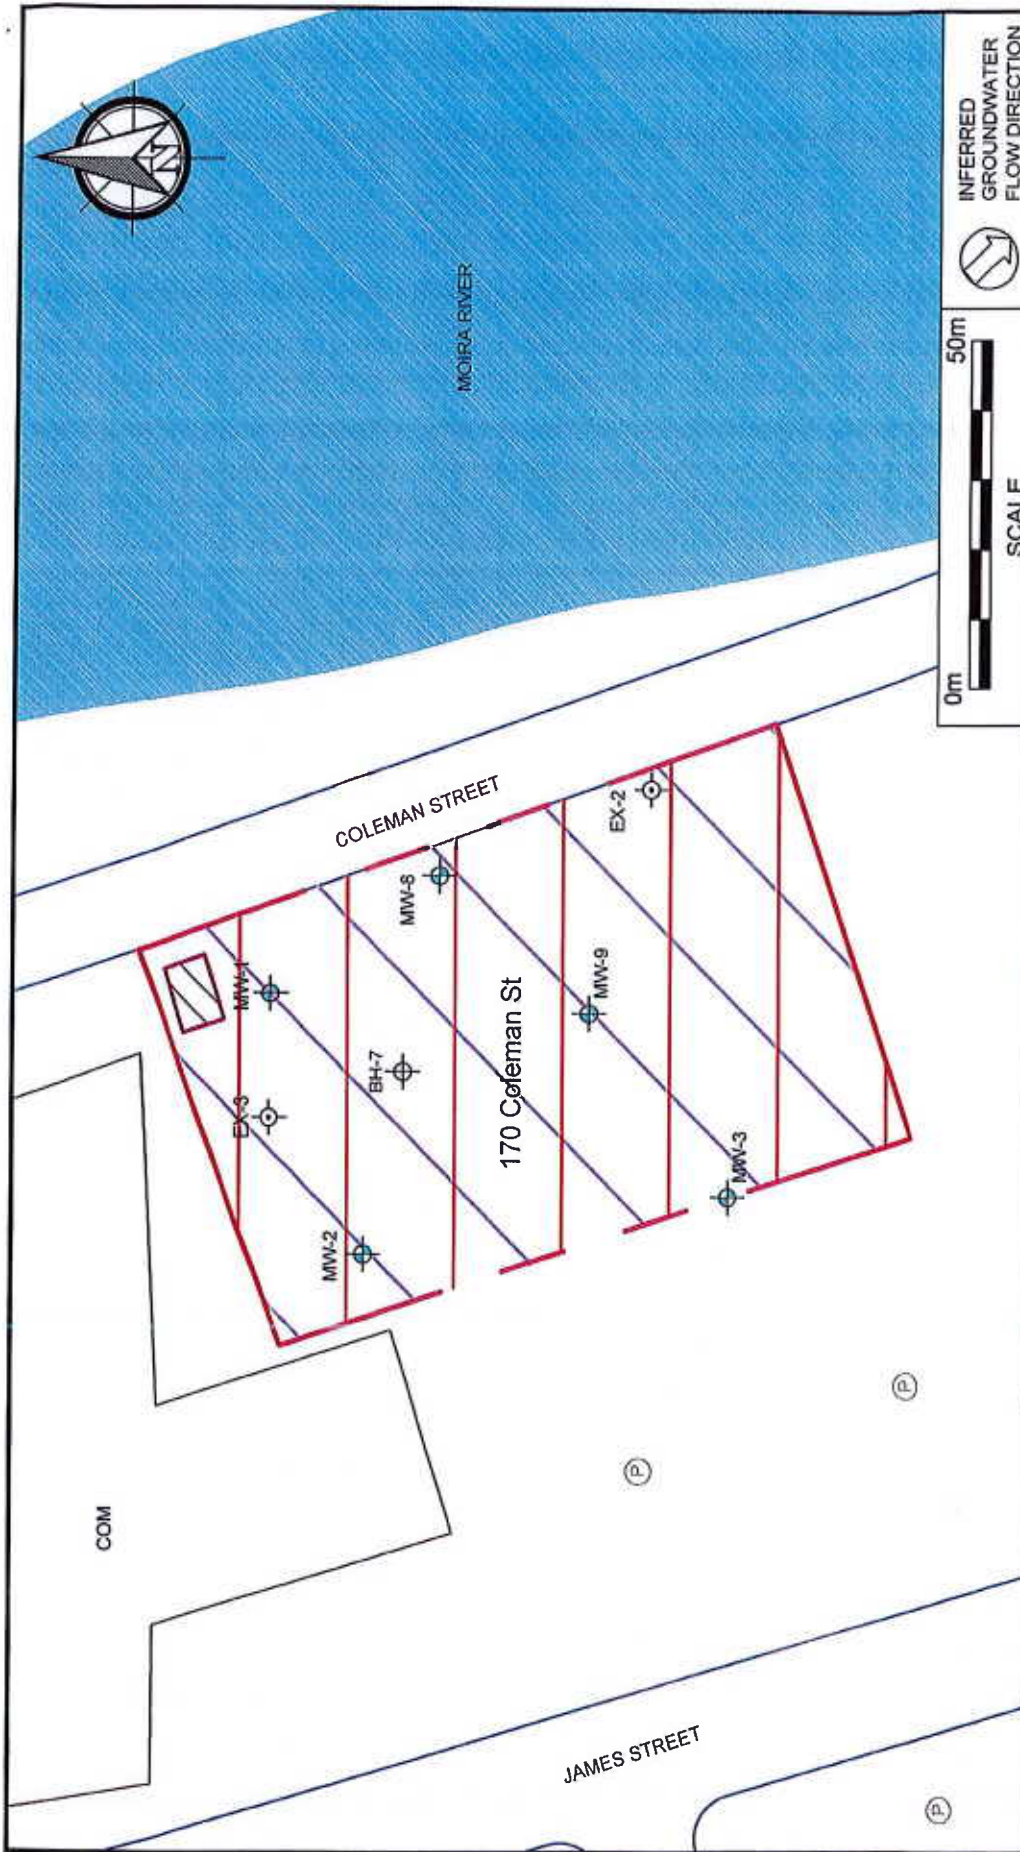 N
MOIRA RIVER
INFERRED
GROUNDWATER
FLOW DIRECTION
50m
0m
SCALE
COLEMAN STREET
MW-1
EX-3
MW-2
BH-7
MW-8
170 Coleman St
MW-9
EX-2
MW-3
COM
P
P
JAMES STREET
P